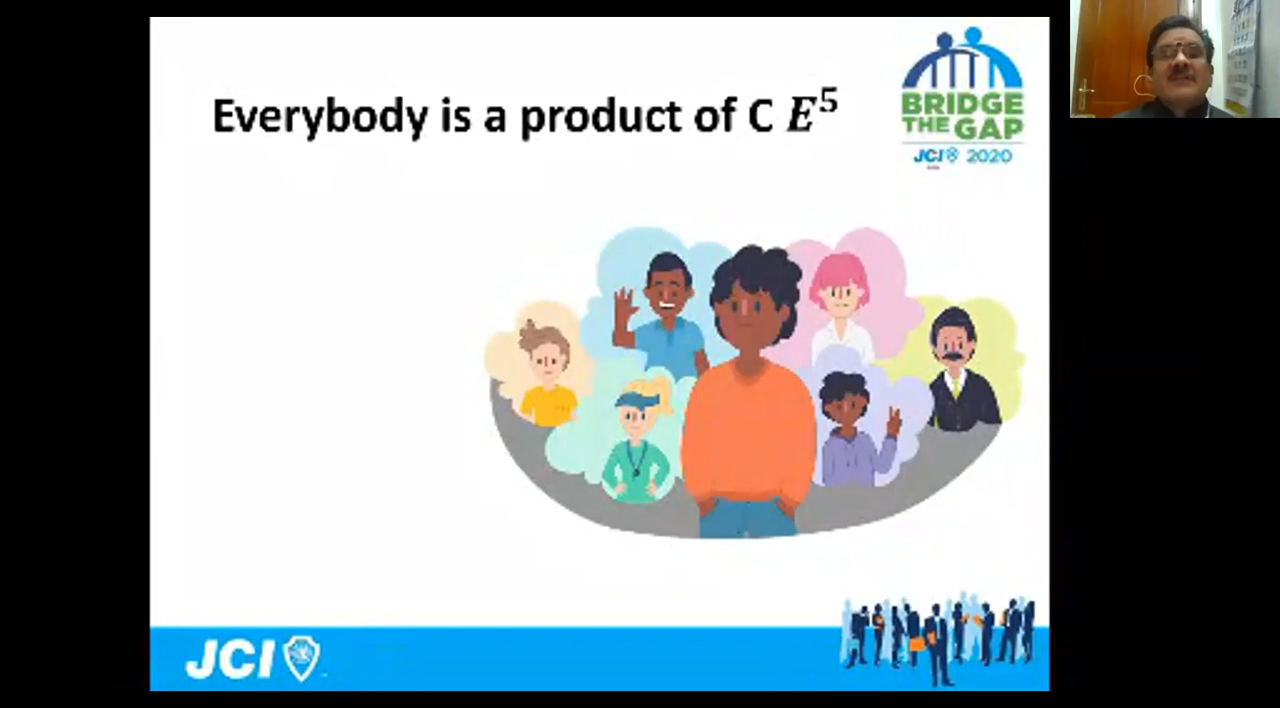 Everybody is a product of C E⁵
BRIDGE
THE GAP
JCI 2020
JCI